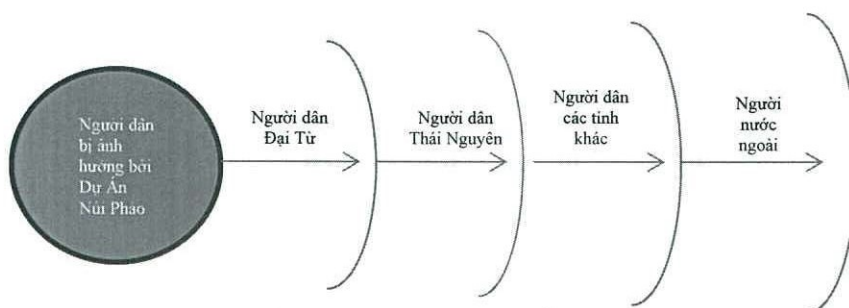 Người dân
bị ảnh
hưởng bởi
Dự Án
Núi Pháo
Người dân
Đại Từ
Người dân
Thái Nguyên
Người dân
các tỉnh
khác
Người
nước
ngoài